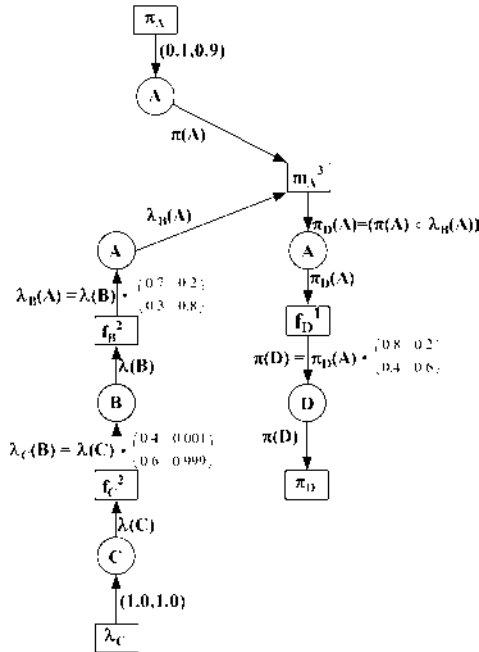 π_A
(0.1,0.9)
A
π(A)
m_A^3
λ_B(A)
π_D(A)=(π(A) ∘ λ_B(A))
A
A
π_D(A)
λ_B(A) = λ(B) · (0.7 0.2
0.3 0.8)
f_B^2
f_D^1
λ(B)
π(D) = π_D(A) · (0.8 0.2
0.4 0.6)
B
D
λ_C(B) = λ(C) · (0.4 0.001
0.6 0.999)
π(D)
f_C^2
π_D
λ(C)
C
(1.0,1.0)
λ_C